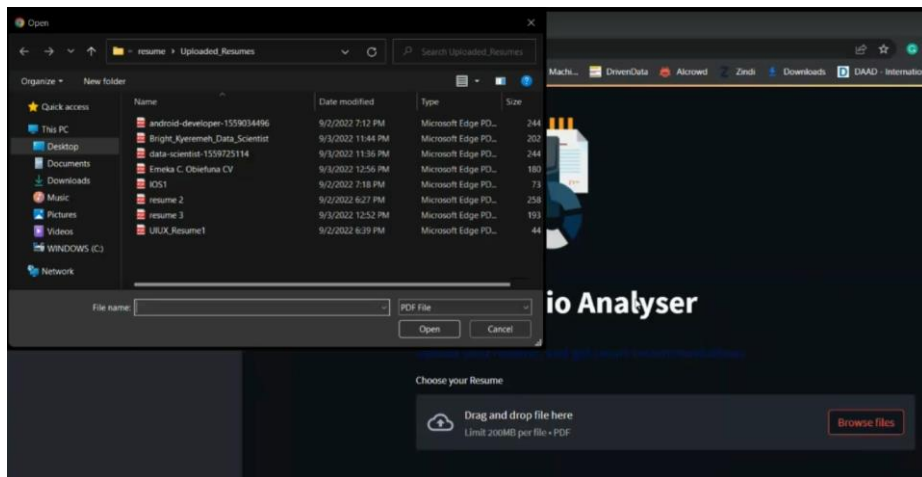 Open
resume › Uploaded_Resumes
Search Uploaded_Resumes
Organize
New folder
Name Date modified Type Size
Quick access
This PC
Desktop
Documents
Downloads
Music
Pictures
Videos
WINDOWS (C:)
Network
android-developer-1559034496 9/2/2022 7:12 PM Microsoft Edge PD... 244
Bright_Kyeremeh_Data_Scientist 9/3/2022 11:44 PM Microsoft Edge PD... 202
data-scientist-1559725114 9/3/2022 11:36 PM Microsoft Edge PD... 244
Emeka C. Obiefuna CV 9/3/2022 12:56 PM Microsoft Edge PD... 180
IOS1 9/2/2022 7:18 PM Microsoft Edge PD... 73
resume 2 9/2/2022 6:27 PM Microsoft Edge PD... 258
resume 3 9/3/2022 12:52 PM Microsoft Edge PD... 193
UIUX_Resume1 9/2/2022 6:39 PM Microsoft Edge PD... 44
File name:
PDF File
Open
Cancel
Machi...
DrivenData
AIcrowd
Zindi
Downloads
DAAD - Internatio
io Analyser
Choose your Resume
Drag and drop file here
Limit 200MB per file • PDF
Browse files